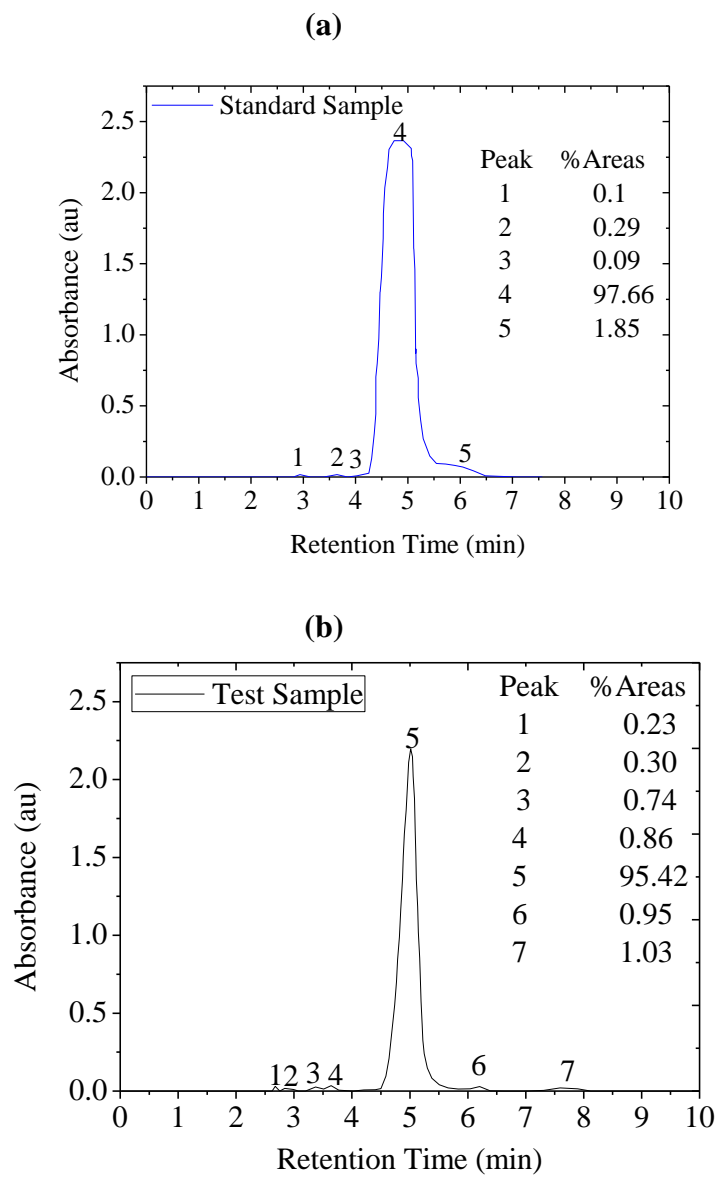 (a)
Standard Sample
4
Peak %Areas
1 0.1
2 0.29
3 0.09
4 97.66
5 1.85
2.5
2.0
1.5
1.0
0.5
0.0
Absorbance (au)
1 2 3 5
0 1 2 3 4 5 6 7 8 9 10
Retention Time (min)
(b)
Test Sample
5
Peak %Areas
1 0.23
2 0.30
3 0.74
4 0.86
5 95.42
6 0.95
7 1.03
2.5
2.0
1.5
1.0
0.5
0.0
Absorbance (au)
12 3 4 6 7
0 1 2 3 4 5 6 7 8 9 10
Retention Time (min)